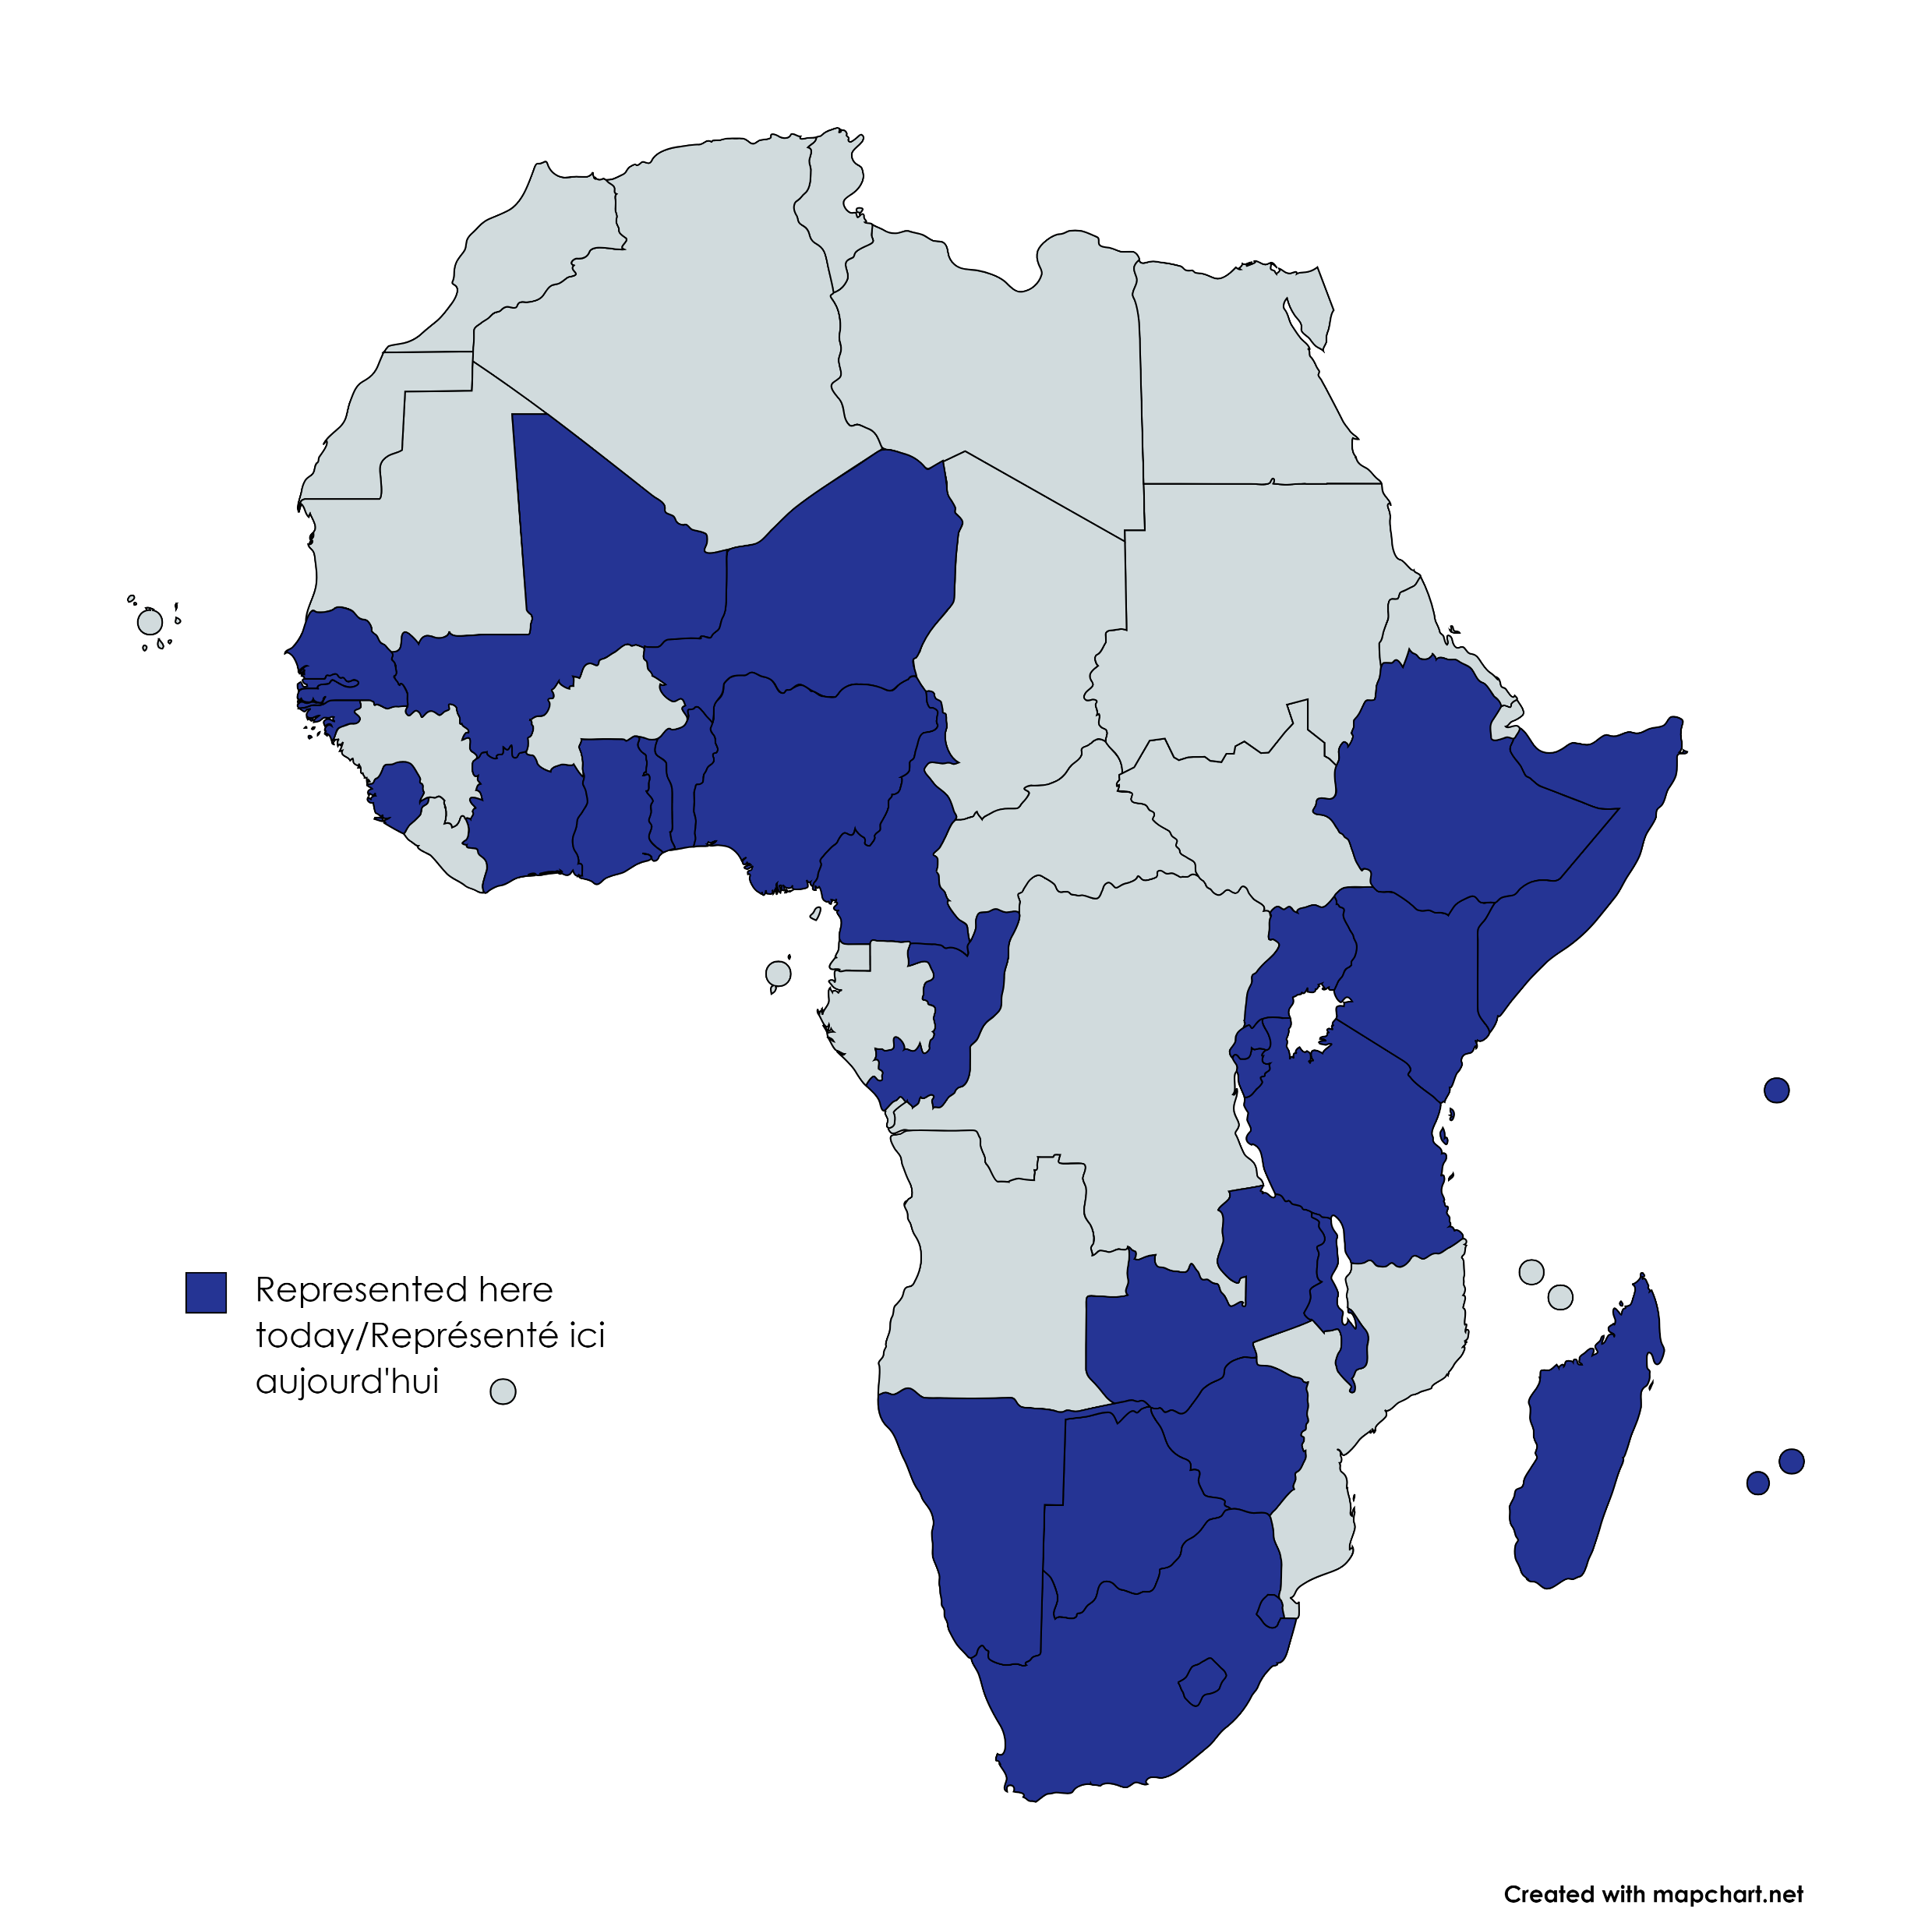 Represented here
today/Représenté ici
aujourd'hui
Created with mapchart.net